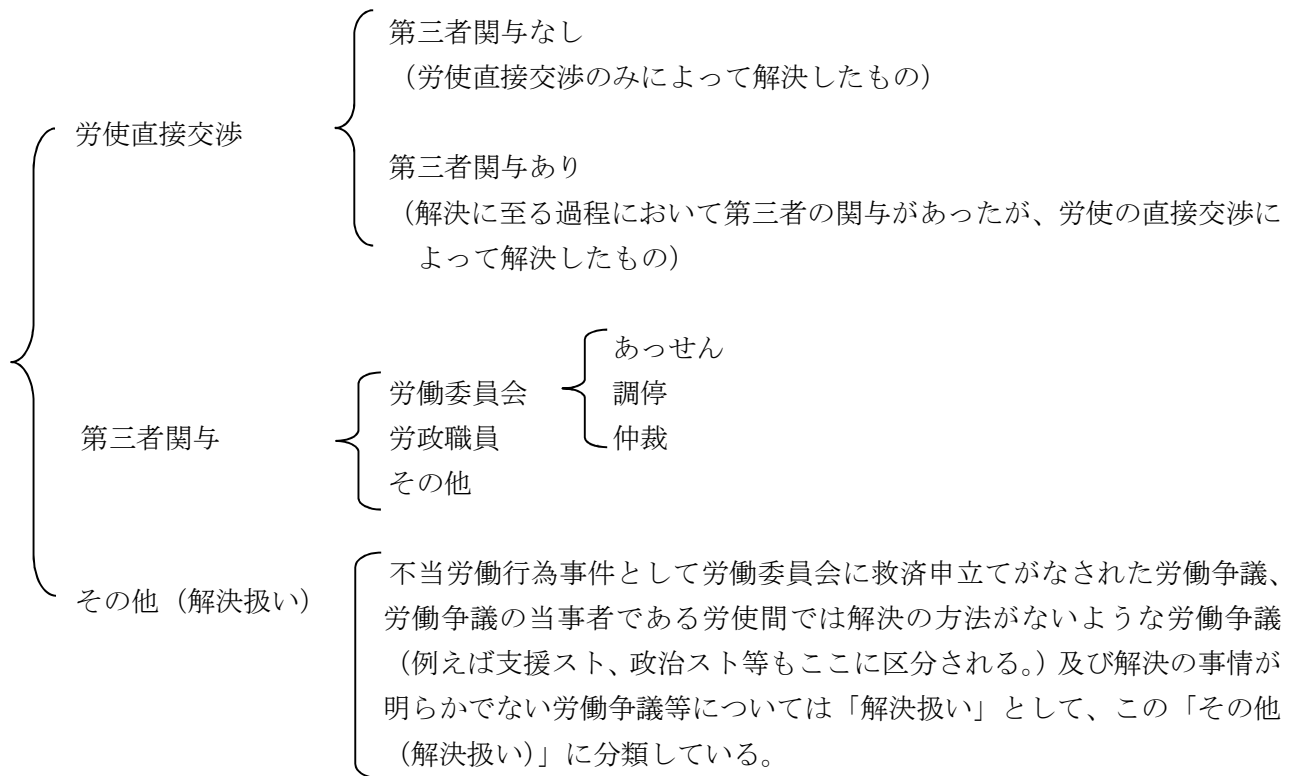 第三者関与なし
（労使直接交渉のみによって解決したもの）
労使直接交渉
第三者関与あり
（解決に至る過程において第三者の関与があったが、労使の直接交渉に
よって解決したもの）
あっせん
労働委員会
調停
第三者関与
労政職員
仲裁
その他
その他（解決扱い）
不当労働行為事件として労働委員会に救済申立てがなされた労働争議、
労働争議の当事者である労使間では解決の方法がないような労働争議
（例えば支援スト、政治スト等もここに区分される。）及び解決の事情が
明らかでない労働争議等については「解決扱い」として、この「その他
（解決扱い）」に分類している。